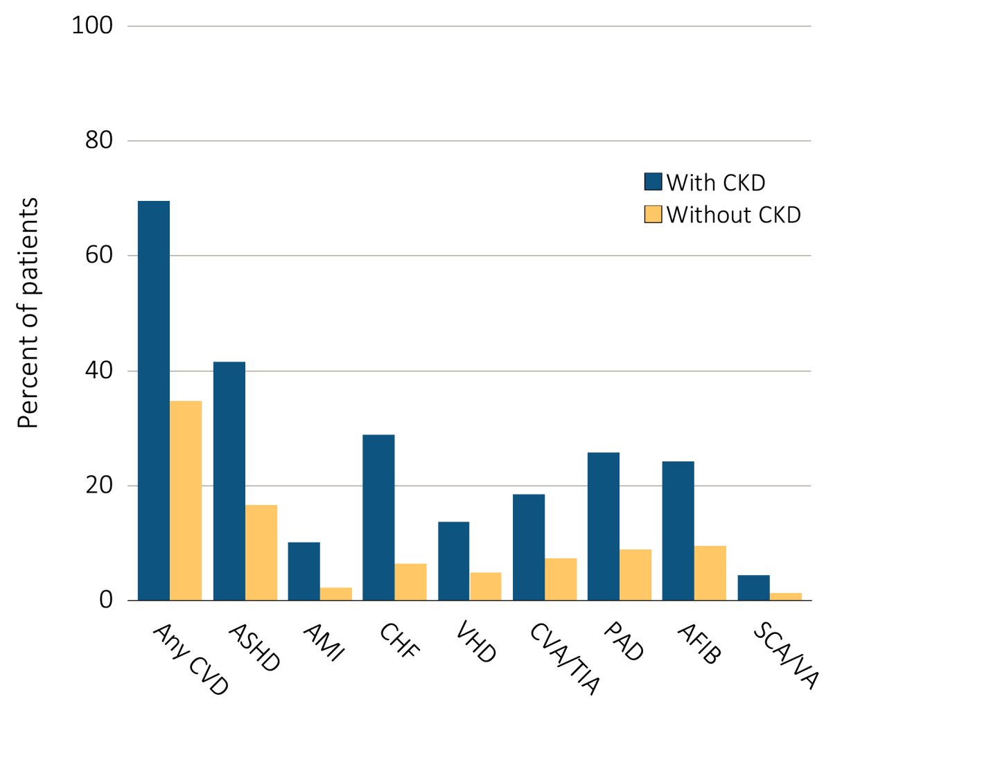 100
80
60
40
20
0
Percent of patients
With CKD
Without CKD
Any CVD
ASHD
AMI
CHF
VHD
CVA/TIA
PAD
AFIB
SCA/VA